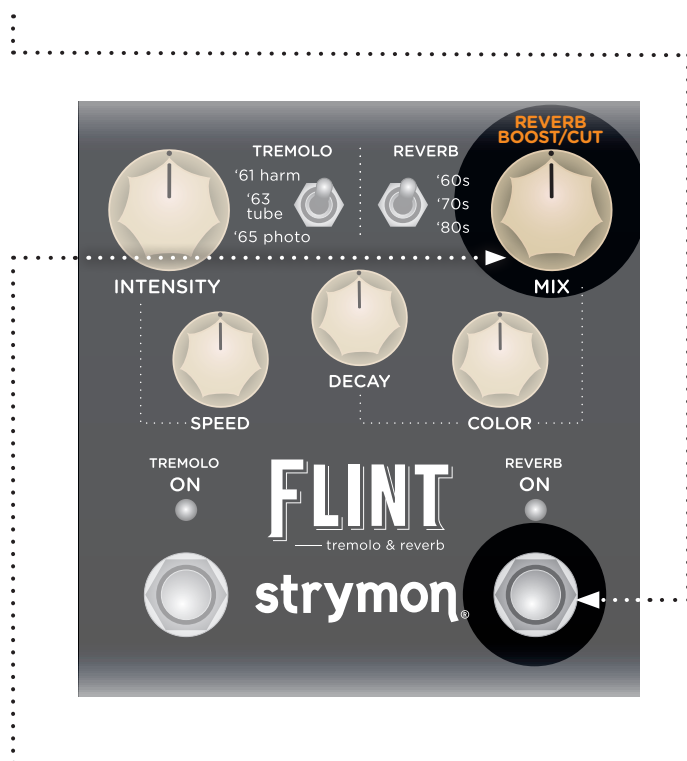 REVERB
BOOST/CUT
TREMOLO
REVERB
‘61 harm
‘63
tube
‘65 photo
‘60s
‘70s
‘80s
INTENSITY
MIX
DECAY
SPEED
COLOR
TREMOLO
ON
REVERB
ON
FLINT
tremolo & reverb
strymon®